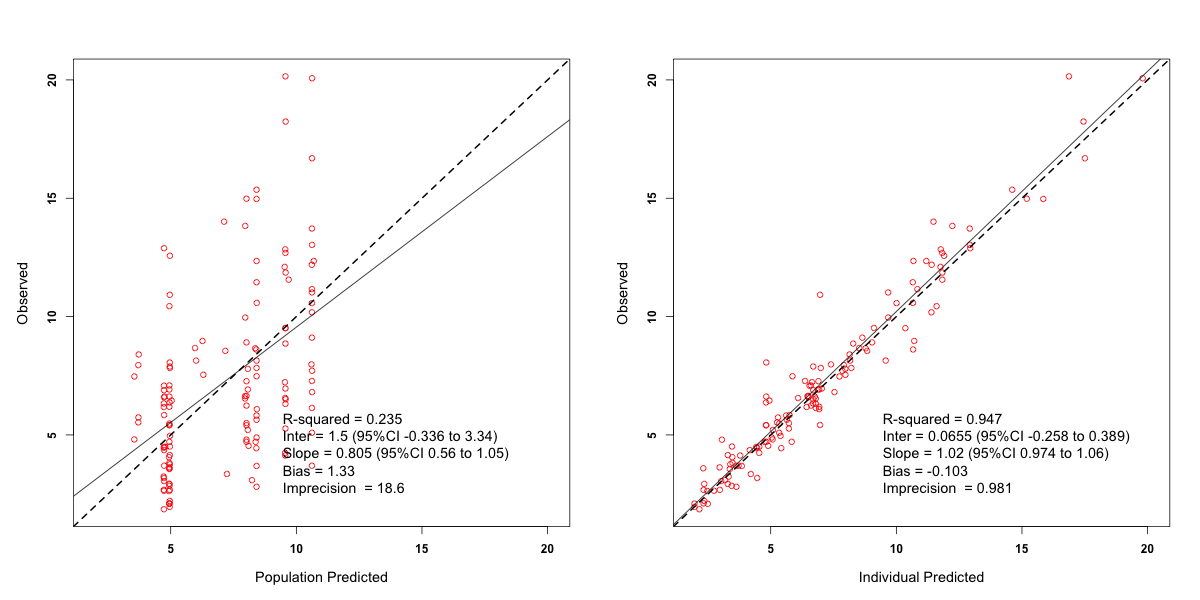 20
15
10
5
Observed
R-squared = 0.235
Inter = 1.5 (95%CI -0.336 to 3.34)
Slope = 0.805 (95%CI 0.56 to 1.05)
Bias = 1.33
Imprecision  = 18.6
5 10 15 20
Population Predicted
20
15
10
5
Observed
R-squared = 0.947
Inter = 0.0655 (95%CI -0.258 to 0.389)
Slope = 1.02 (95%CI 0.974 to 1.06)
Bias = -0.103
Imprecision  = 0.981
5 10 15 20
Individual Predicted